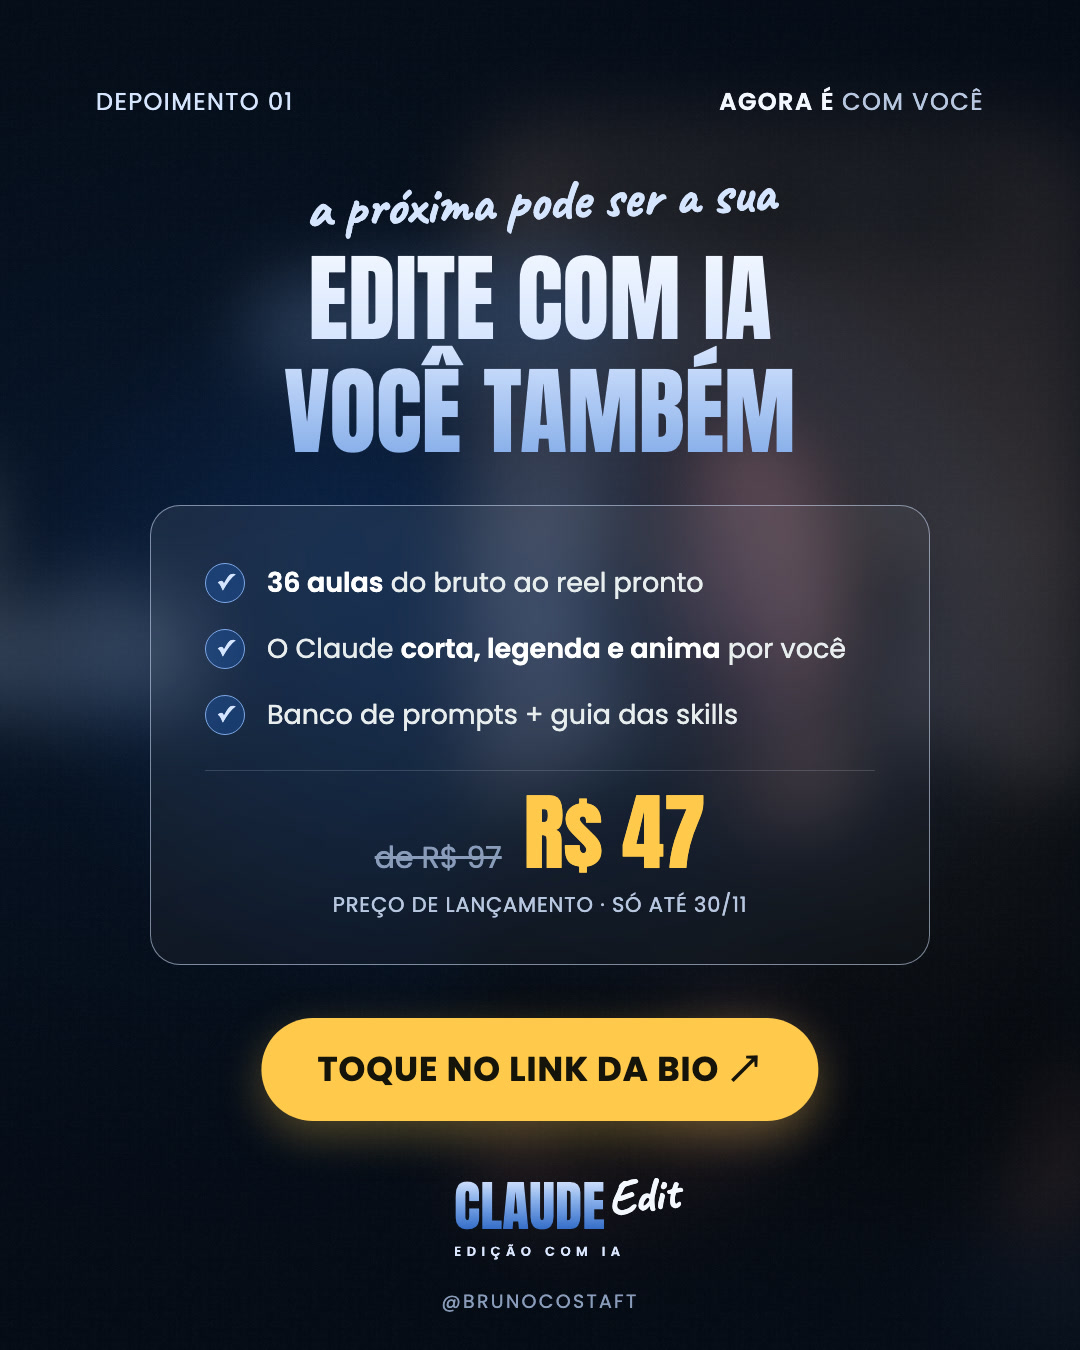 DEPOIMENTO 01
AGORA É COM VOCÊ
a próxima pode ser a sua
EDITE COM IA
VOCÊ TAMBÉM
✔ 36 aulas do bruto ao reel pronto
✔ O Claude corta, legenda e anima por você
✔ Banco de prompts + guia das skills
de R$ 97 R$ 47
PREÇO DE LANÇAMENTO · SÓ ATÉ 30/11
TOQUE NO LINK DA BIO ↗
CLAUDE Edit
EDIÇÃO COM IA
@BRUNOCOSTAFT